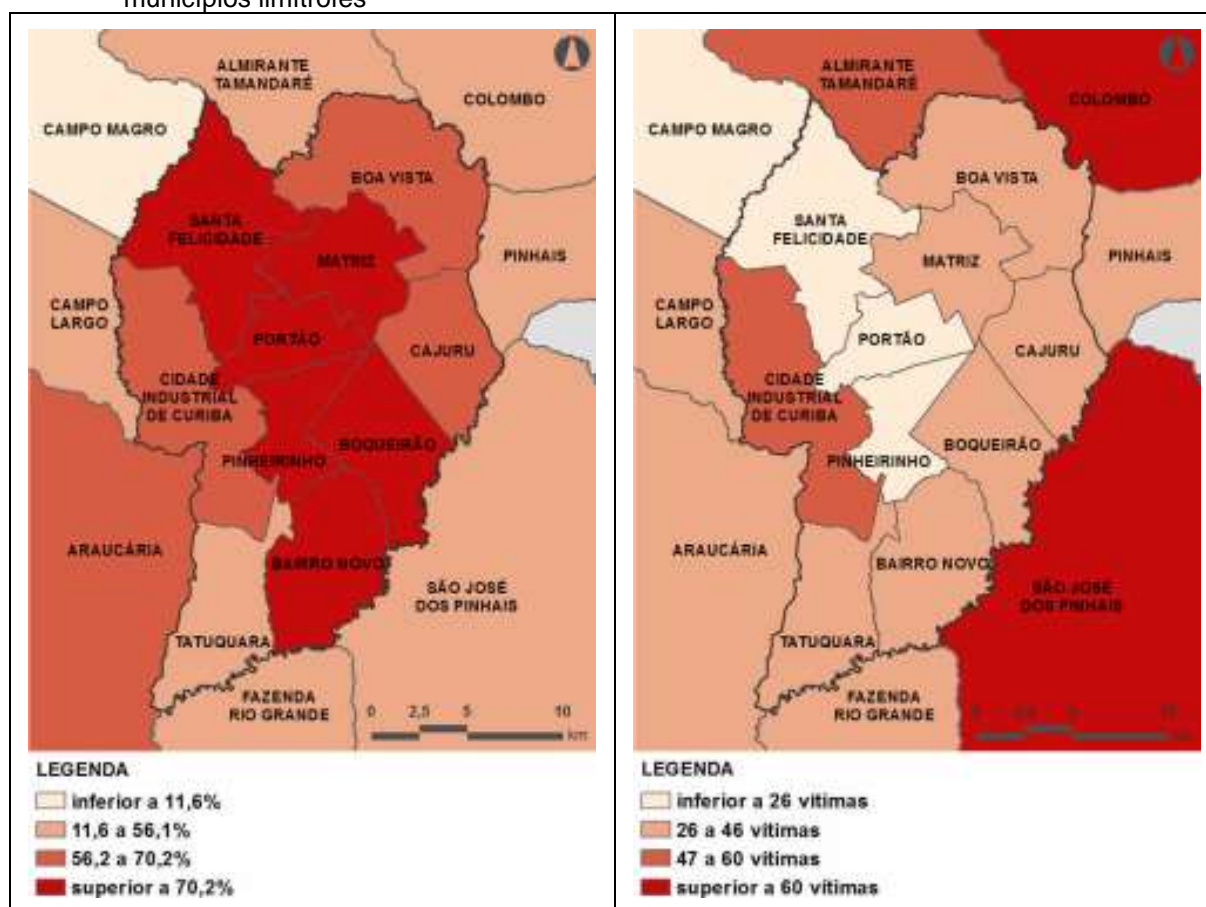 municípios limítrofes
ALMIRANTE
TAMANDARÉ
COLOMBO
CAMPO MAGRO
BOA VISTA
SANTA
FELICIDADE
MATRIZ
PINHAIS
CAMPO
LARGO
PORTÃO
CAJURU
CIDADE
INDUSTRIAL
DE CURIBA
BOQUEIRÃO
PINHEIRINHO
ARAUCÁRIA
BAIRRO NOVO
SÃO JOSÉ
DOS PINHAIS
TATUQUARA
FAZENDA
RIO GRANDE
0 2,5 5 10
km
LEGENDA
inferior a 11,6%
11,6 a 56,1%
56,2 a 70,2%
superior a 70,2%
ALMIRANTE
TAMANDARÉ
COLOMBO
CAMPO MAGRO
BOA VISTA
SANTA
FELICIDADE
MATRIZ
PINHAIS
CAMPO
LARGO
PORTÃO
CAJURU
CIDADE
INDUSTRIAL
DE CURIBA
BOQUEIRÃO
PINHEIRINHO
ARAUCÁRIA
BAIRRO NOVO
SÃO JOSÉ
DOS PINHAIS
TATUQUARA
FAZENDA
RIO GRANDE
LEGENDA
inferior a 26 vítimas
26 a 46 vítimas
47 a 60 vítimas
superior a 60 vítimas